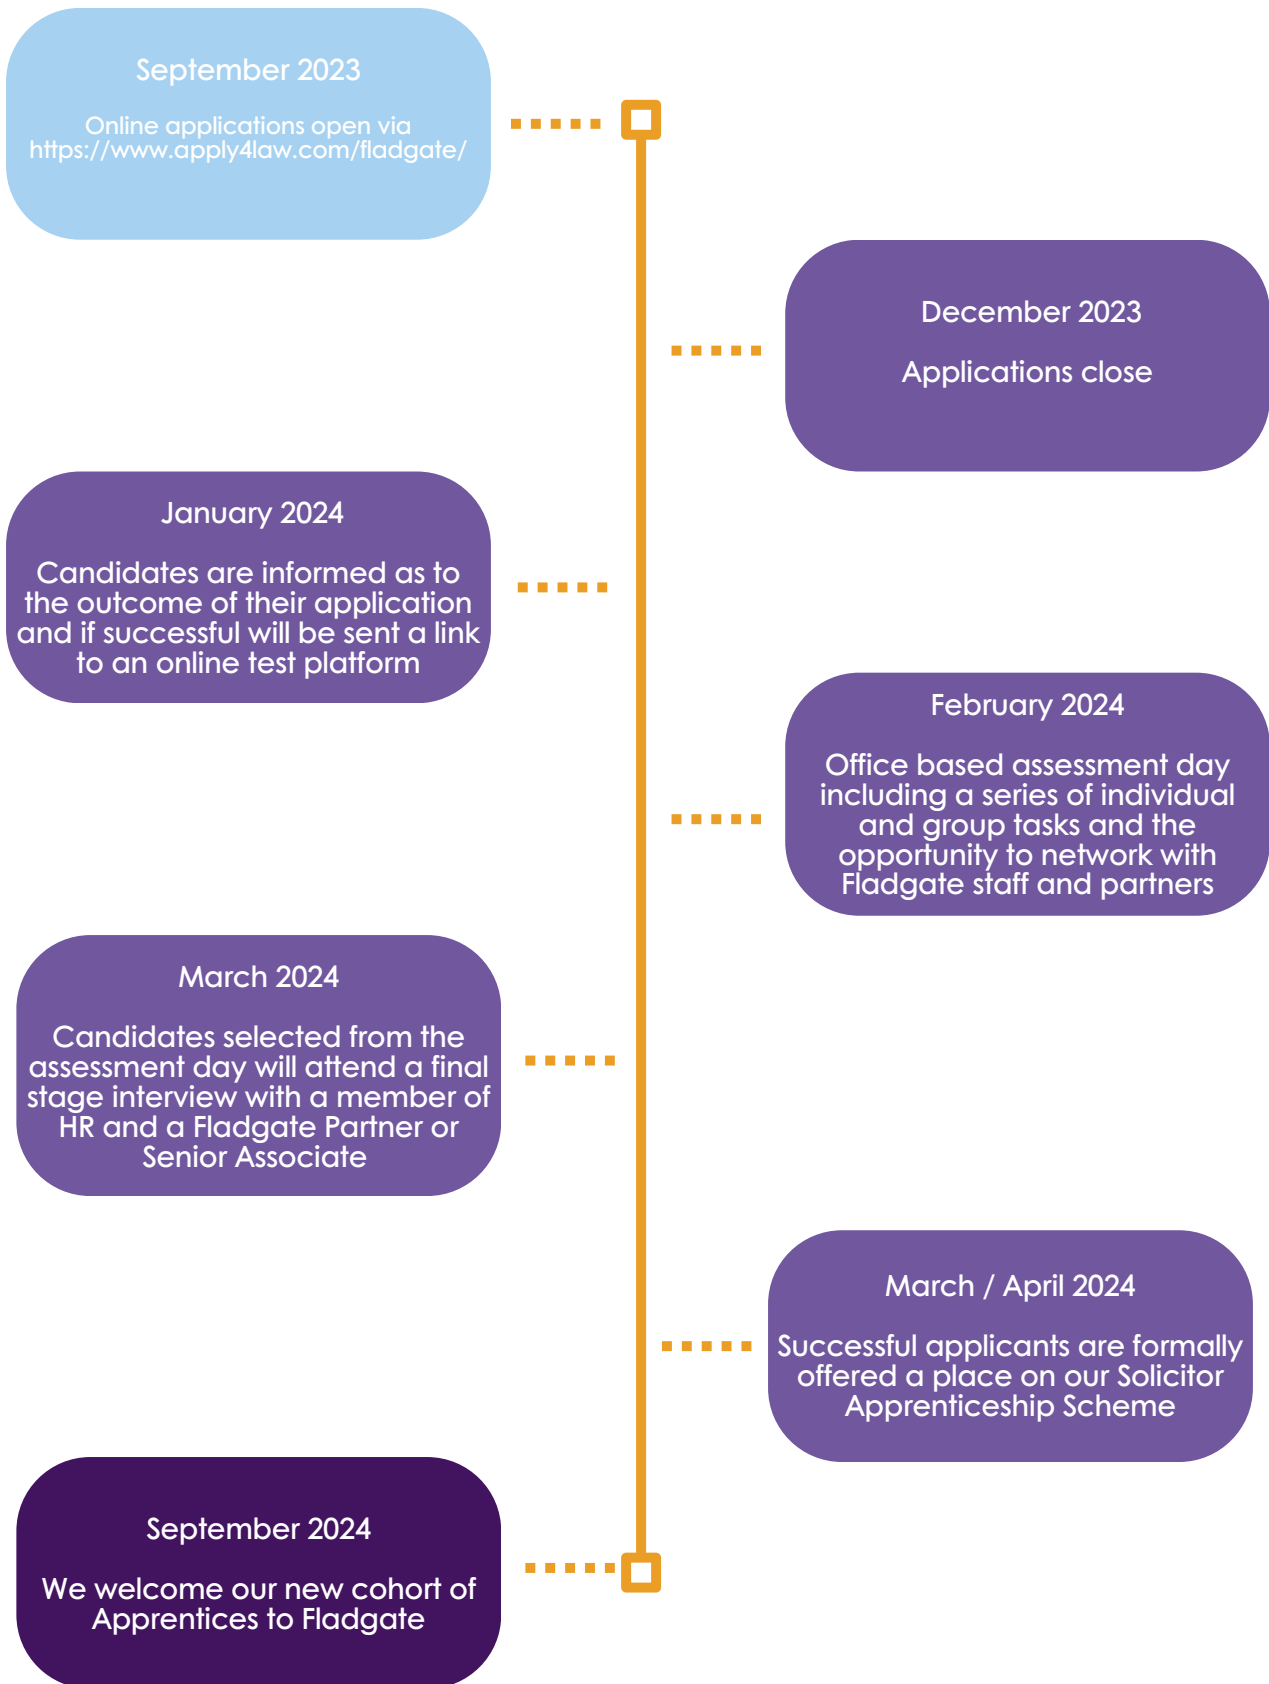 September 2023
Online applications open via
https://www.apply4law.com/fladgate/
December 2023
Applications close
January 2024
Candidates are informed as to
the outcome of their application
and if successful will be sent a link
to an online test platform
February 2024
Office based assessment day
including a series of individual
and group tasks and the
opportunity to network with
Fladgate staff and partners
March 2024
Candidates selected from the
assessment day will attend a final
stage interview with a member of
HR and a Fladgate Partner or
Senior Associate
March / April 2024
Successful applicants are formally
offered a place on our Solicitor
Apprenticeship Scheme
September 2024
We welcome our new cohort of
Apprentices to Fladgate